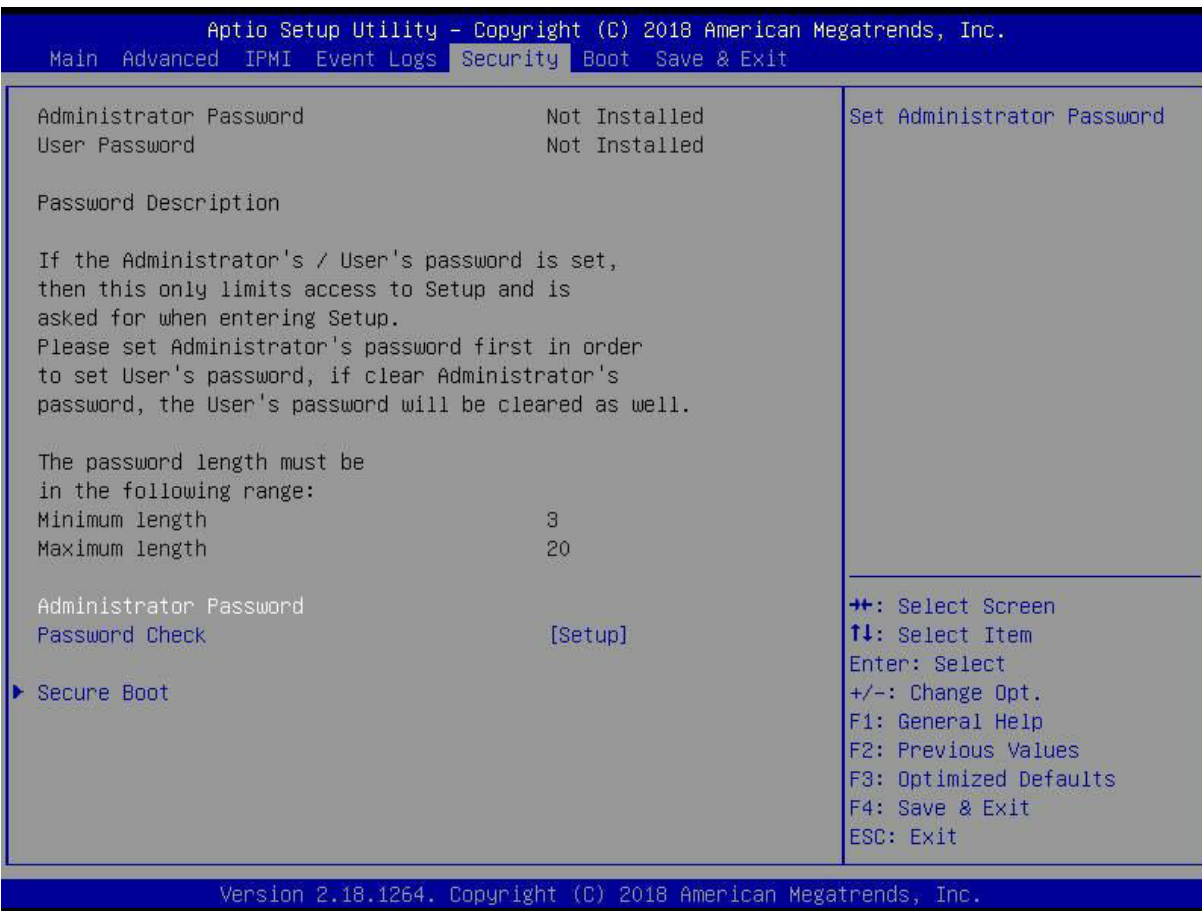 Aptio Setup Utility – Copyright (C) 2018 American Megatrends, Inc.
Main Advanced IPMI Event Logs Security Boot Save & Exit
Administrator Password Not Installed
User Password Not Installed
Password Description
If the Administrator's / User's password is set,
then this only limits access to Setup and is
asked for when entering Setup.
Please set Administrator's password first in order
to set User's password, if clear Administrator's
password, the User's password will be cleared as well.
The password length must be
in the following range:
Minimum length 3
Maximum length 20
Administrator Password
Password Check [Setup]
Secure Boot
Set Administrator Password
→←: Select Screen
↑↓: Select Item
Enter: Select
+/-: Change Opt.
F1: General Help
F2: Previous Values
F3: Optimized Defaults
F4: Save & Exit
ESC: Exit
Version 2.18.1264. Copyright (C) 2018 American Megatrends, Inc.